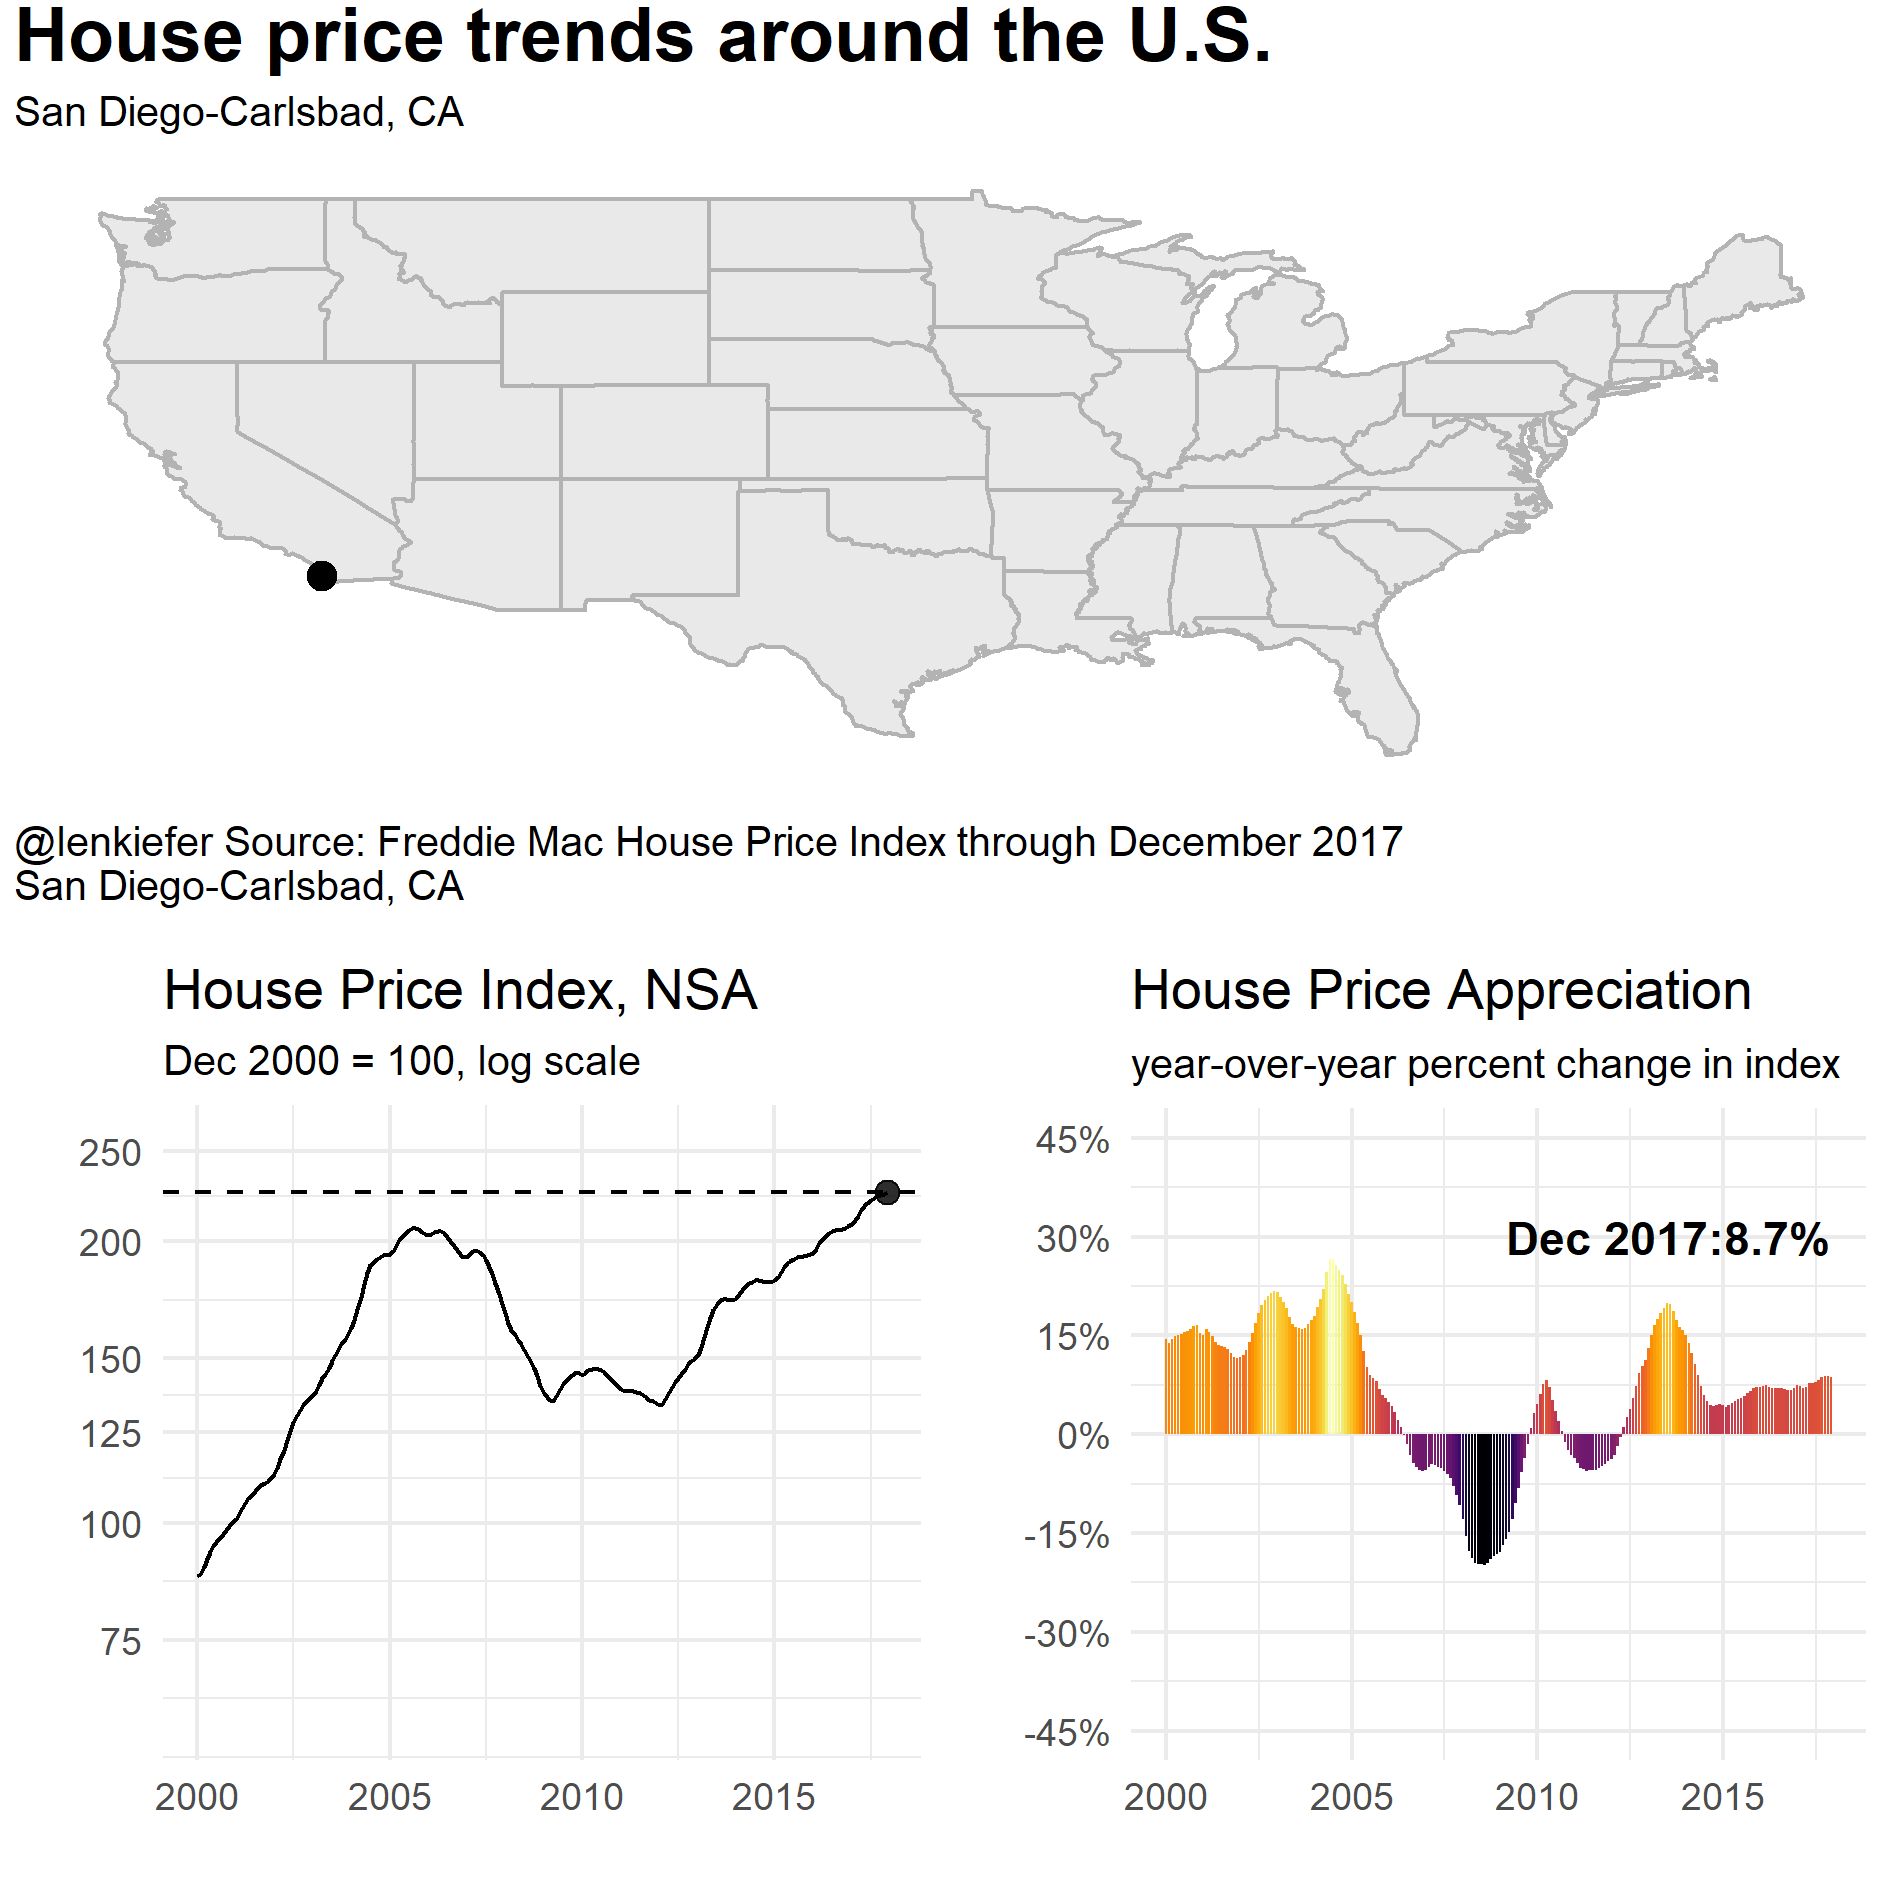 House price trends around the U.S.
San Diego-Carlsbad, CA
@lenkiefer Source: Freddie Mac House Price Index through December 2017
San Diego-Carlsbad, CA
House Price Index, NSA
Dec 2000 = 100, log scale
250
200
150
125
100
75
2000 2005 2010 2015
House Price Appreciation
year-over-year percent change in index
45%
30%
Dec 2017:8.7%
15%
0%
-15%
-30%
-45%
2000 2005 2010 2015